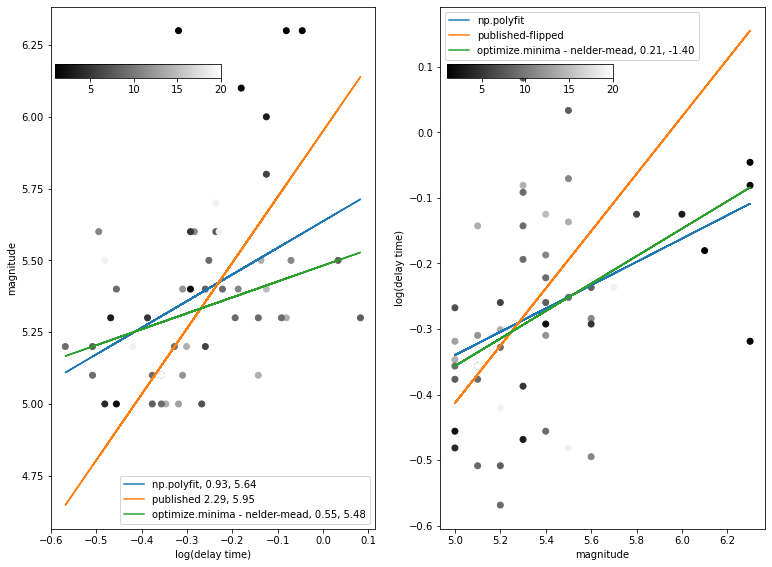 6.25
6.00
5.75
5.50
5.25
5.00
4.75
magnitude
5 10 15 20
np.polyfit, 0.93, 5.64
published 2.29, 5.95
optimize.minima - nelder-mead, 0.55, 5.48
−0.6 −0.5 −0.4 −0.3 −0.2 −0.1 0.0 0.1
log(delay time)
np.polyfit
published-flipped
optimize.minima - nelder-mead, 0.21, -1.40
5 10 15 20
0.1
0.0
−0.1
−0.2
−0.3
−0.4
−0.5
−0.6
log(delay time)
5.0 5.2 5.4 5.6 5.8 6.0 6.2
magnitude